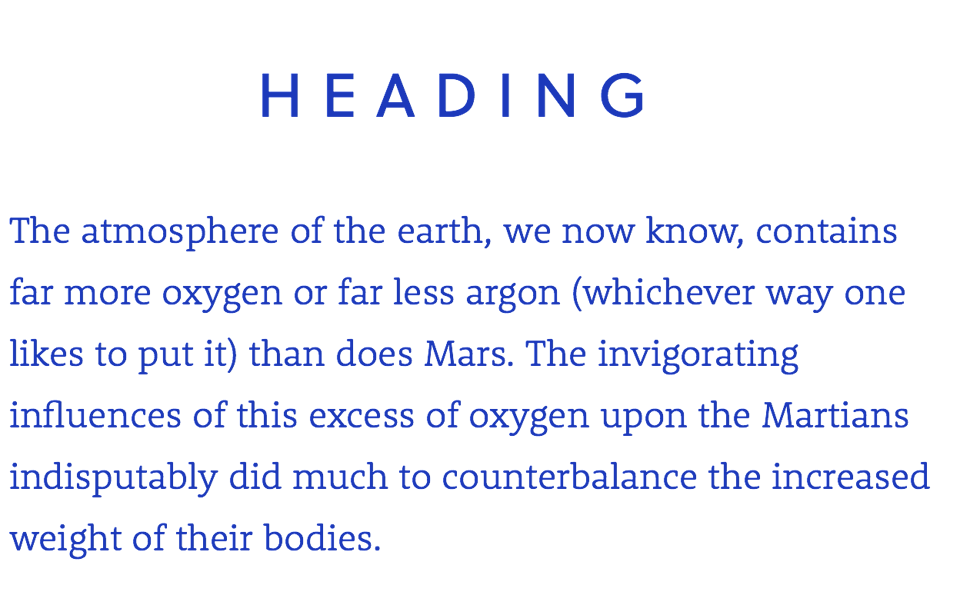 HEADING
The atmosphere of the earth, we now know, contains
far more oxygen or far less argon (whichever way one
likes to put it) than does Mars. The invigorating
influences of this excess of oxygen upon the Martians
indisputably did much to counterbalance the increased
weight of their bodies.